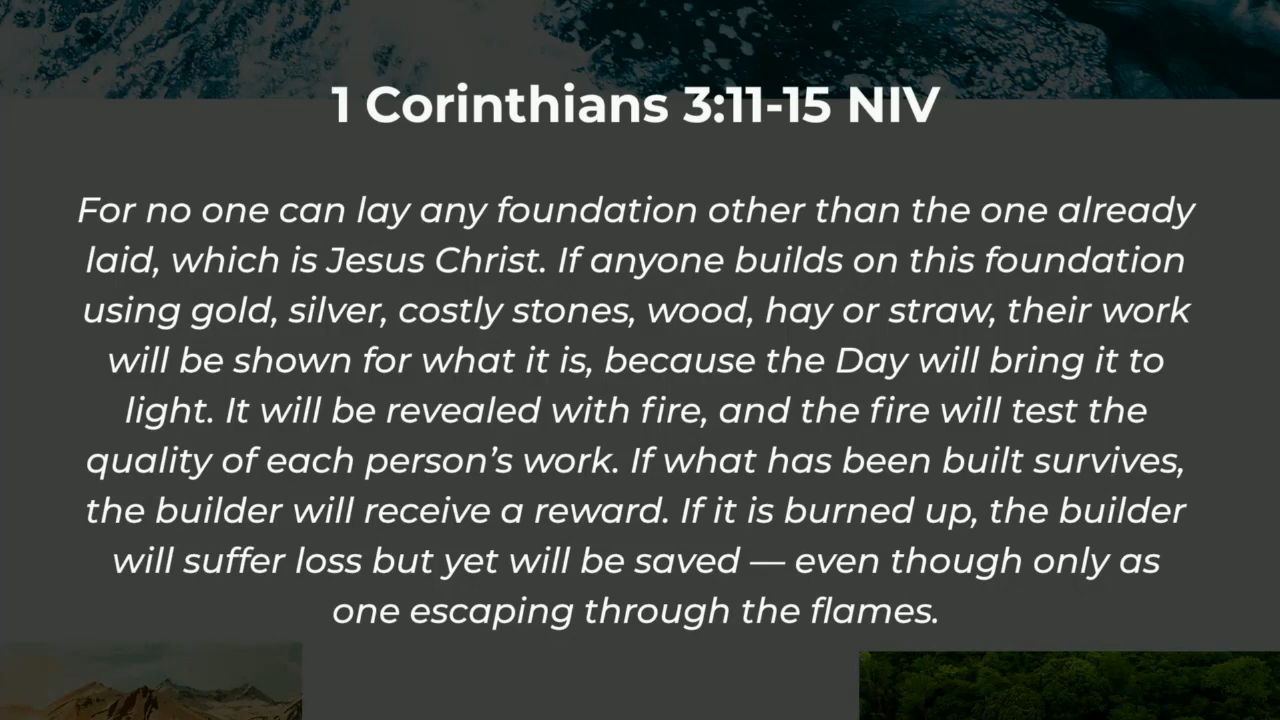 1 Corinthians 3:11-15 NIV
For no one can lay any foundation other than the one already
laid, which is Jesus Christ. If anyone builds on this foundation
using gold, silver, costly stones, wood, hay or straw, their work
will be shown for what it is, because the Day will bring it to
light. It will be revealed with fire, and the fire will test the
quality of each person’s work. If what has been built survives,
the builder will receive a reward. If it is burned up, the builder
will suffer loss but yet will be saved — even though only as
one escaping through the flames.